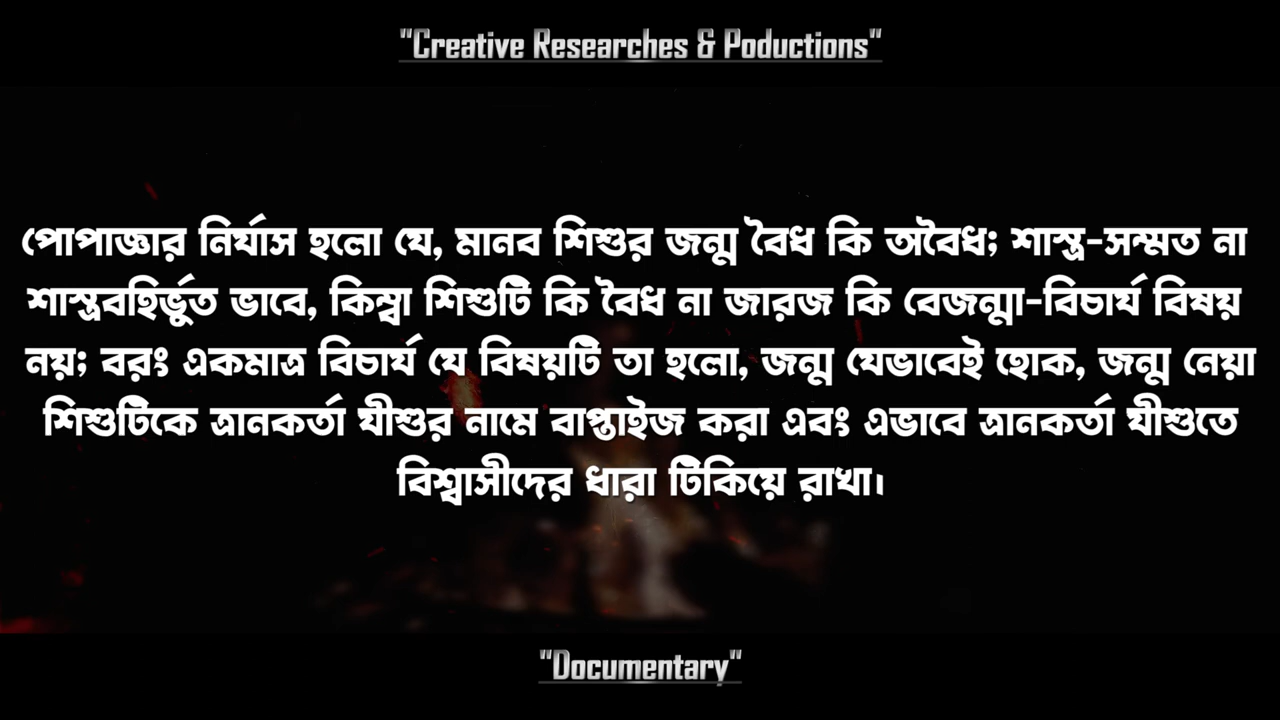 "Creative Researches & Poductions"
পোপাজ্ঞার নির্যাস হলো যে, মানব শিশুর জন্ম বৈধ কি অবৈধ; শাস্ত্র-সম্মত না
শাস্ত্রবহির্ভুত ভাবে, কিম্বা শিশুটি কি বৈধ না জারজ কি বেজন্মা-বিচার্য বিষয়
নয়; বরং একমাত্র বিচার্য যে বিষয়টি তা হলো, জন্ম যেভাবেই হোক, জন্ম নেয়া
শিশুটিকে ত্রানকর্তা যীশুর নামে বাপ্তাইজ করা এবং এভাবে ত্রানকর্তা যীশুতে
বিশ্বাসীদের ধারা টিকিয়ে রাখা।
"Documentary"